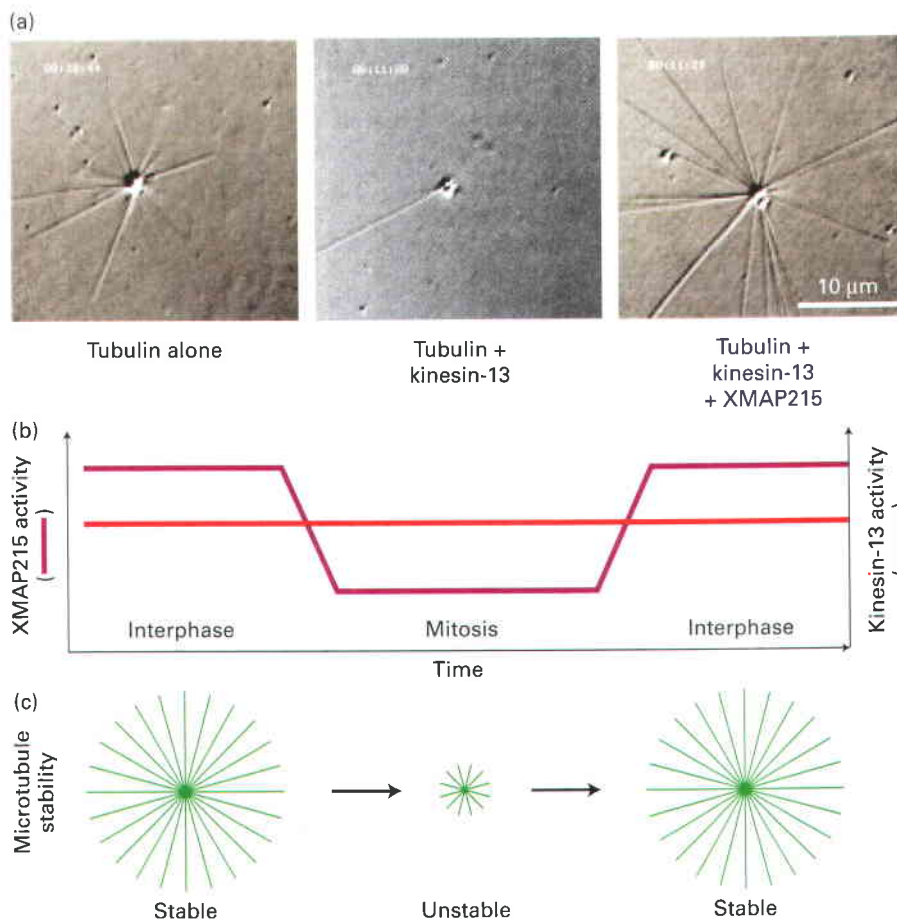 (a)
Tubulin alone
Tubulin +
kinesin-13
Tubulin +
kinesin-13
+ XMAP215
10 μm
(b)
XMAP215 activity
Kinesin-13 activity
Interphase
Mitosis
Interphase
Time
(c)
Microtubule
stability
Stable
Unstable
Stable